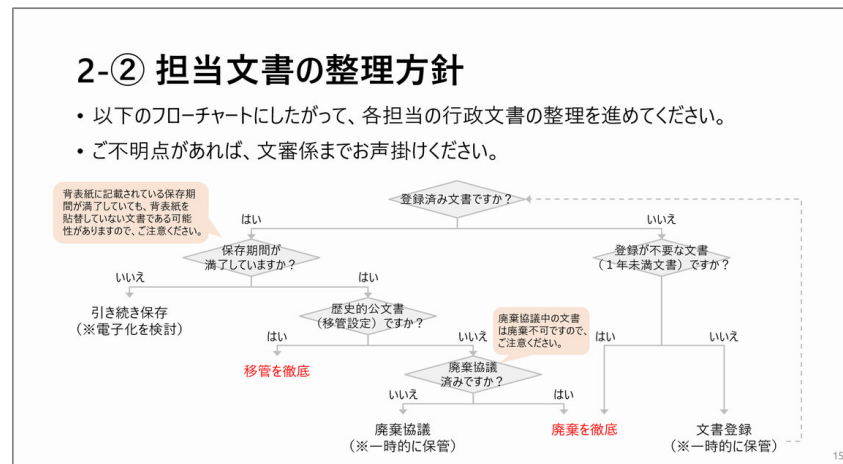 2-② 担当文書の整理方針
• 以下のフローチャートにしたがって、各担当の行政文書の整理を進めてください。
• ご不明点があれば、文審係までお声掛けください。
背表紙に記載されている保存期
間が満了していても、背表紙を
貼替していない文書である可能
性がありますので、ご注意ください。
登録済み文書ですか？
はい
いいえ
保存期間が
満了していますか？
登録が不要な文書
（１年未満文書）ですか？
いいえ
はい
引き続き保存
（※電子化を検討）
歴史的公文書
（移管設定）ですか？
廃棄協議中の文書
は廃棄不可ですので、
ご注意ください。
はい
いいえ
はい
いいえ
移管を徹底
廃棄協議
済みですか？
いいえ
はい
廃棄協議
（※一時的に保管）
廃棄を徹底
文書登録
（※一時的に保管）
15